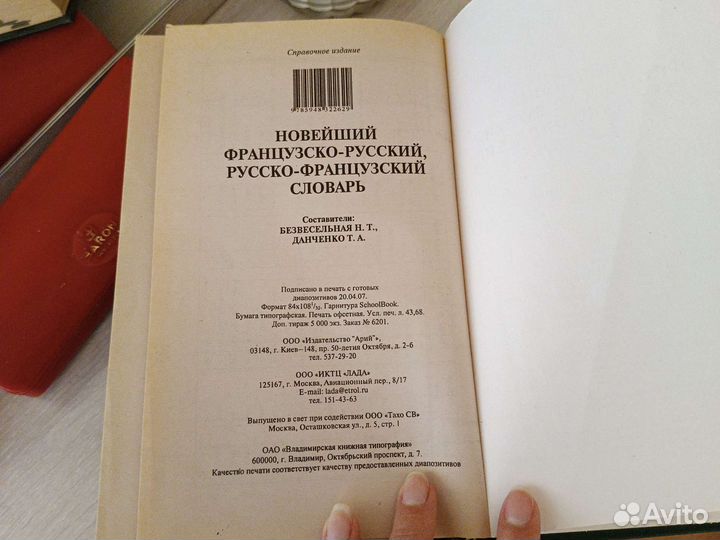 Справочное издание
9785948322629
НОВЕЙШИЙ
ФРАНЦУЗСКО-РУССКИЙ,
РУССКО-ФРАНЦУЗСКИЙ
СЛОВАРЬ
Составители:
БЕЗВЕСЕЛЬНАЯ Н. Т.,
ДАНЧЕНКО Т. А.
Подписано в печать с готовых
диапозитивов 20.04.07.
Формат 84х108¹/₃₂. Гарнитура SchoolBook.
Бумага типографская. Печать офсетная. Усл. печ. л. 43,68.
Доп. тираж 5 000 экз. Заказ № 6201.
ООО «Издательство "Арий"»,
03148, г. Киев–148, пр. 50-летия Октября, д. 2-б
тел. 537-29-20
ООО «ИКТЦ «ЛАДА»
125167, г. Москва, Авиационный пер., 8/17
E-mail: lada@etrol.ru
тел. 151-43-63
Выпущено в свет при содействии ООО «Тахо СВ»
Москва, Осташковская ул., д. 5, стр. 1
ОАО «Владимирская книжная типография»
600000, г. Владимир, Октябрьский проспект, д. 7.
Качество печати соответствует качеству предоставленных диапозитивов
Avito